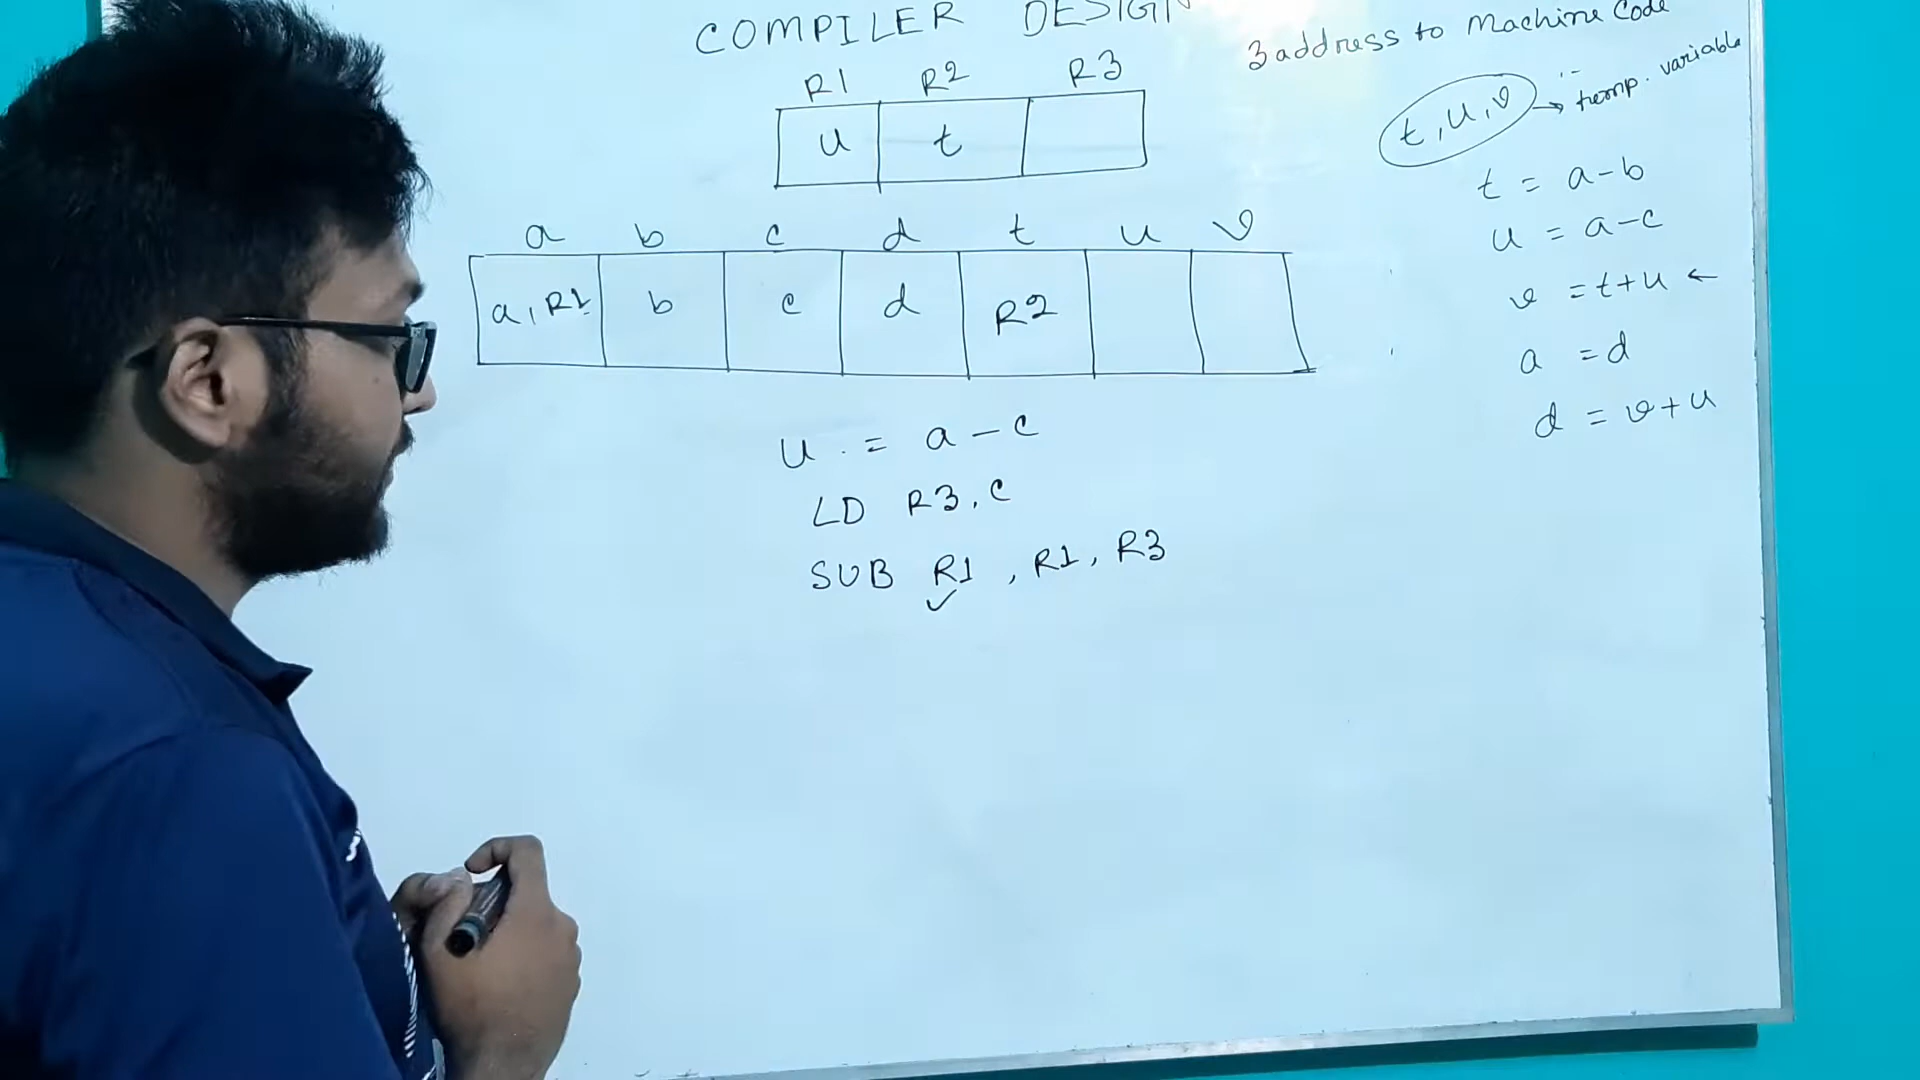 COMPILER DESIGN
3 address to Machine Code
R1 R2 R3
u t
t, u, v → temp. variable
a b c d t u v
a, R1 b c d R2
t = a - b
u = a - c
v = t + u ←
a = d
d = v + u
u = a - c
LD R3, c
SUB R1, R1, R3